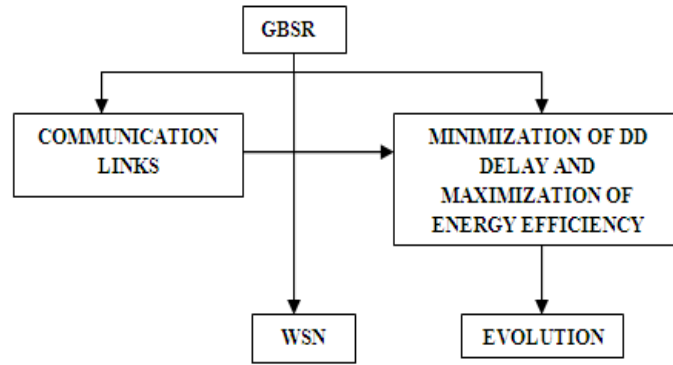 GBSR
COMMUNICATION
LINKS
MINIMIZATION OF DD
DELAY AND
MAXIMIZATION OF
ENERGY EFFICIENCY
WSN
EVOLUTION